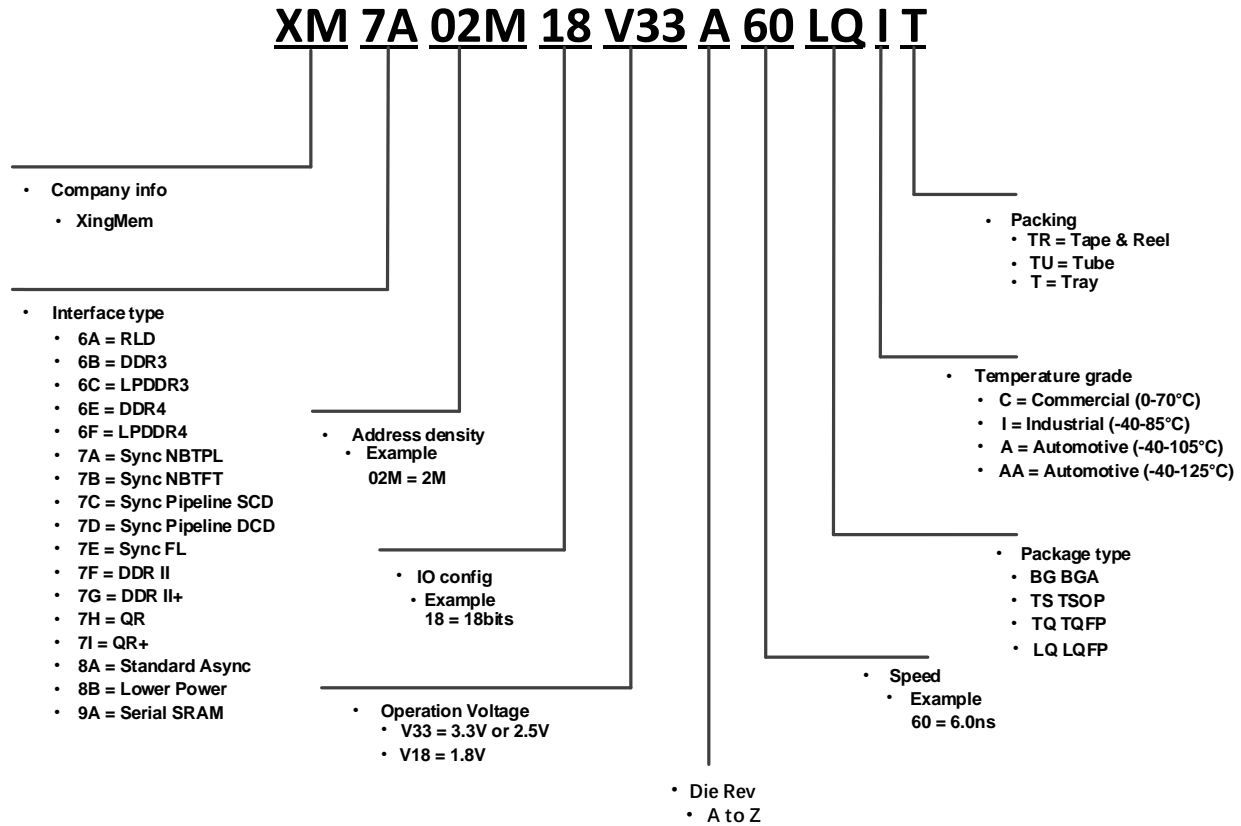 XM 7A 02M 18 V33 A 60 LQ I T
• Company info
• XingMem
• Interface type
• 6A = RLD
• 6B = DDR3
• 6C = LPDDR3
• 6E = DDR4
• 6F = LPDDR4
• 7A = Sync NBTPL
• 7B = Sync NBTFT
• 7C = Sync Pipeline SCD
• 7D = Sync Pipeline DCD
• 7E = Sync FL
• 7F = DDR II
• 7G = DDR II+
• 7H = QR
• 7I = QR+
• 8A = Standard Async
• 8B = Lower Power
• 9A = Serial SRAM
• Address density
• Example
02M = 2M
• IO config
• Example
18 = 18bits
• Operation Voltage
• V33 = 3.3V or 2.5V
• V18 = 1.8V
• Die Rev
• A to Z
• Speed
• Example
60 = 6.0ns
• Package type
• BG BGA
• TS TSOP
• TQ TQFP
• LQ LQFP
• Temperature grade
• C = Commercial (0-70°C)
• I = Industrial (-40-85°C)
• A = Automotive (-40-105°C)
• AA = Automotive (-40-125°C)
• Packing
• TR = Tape & Reel
• TU = Tube
• T = Tray